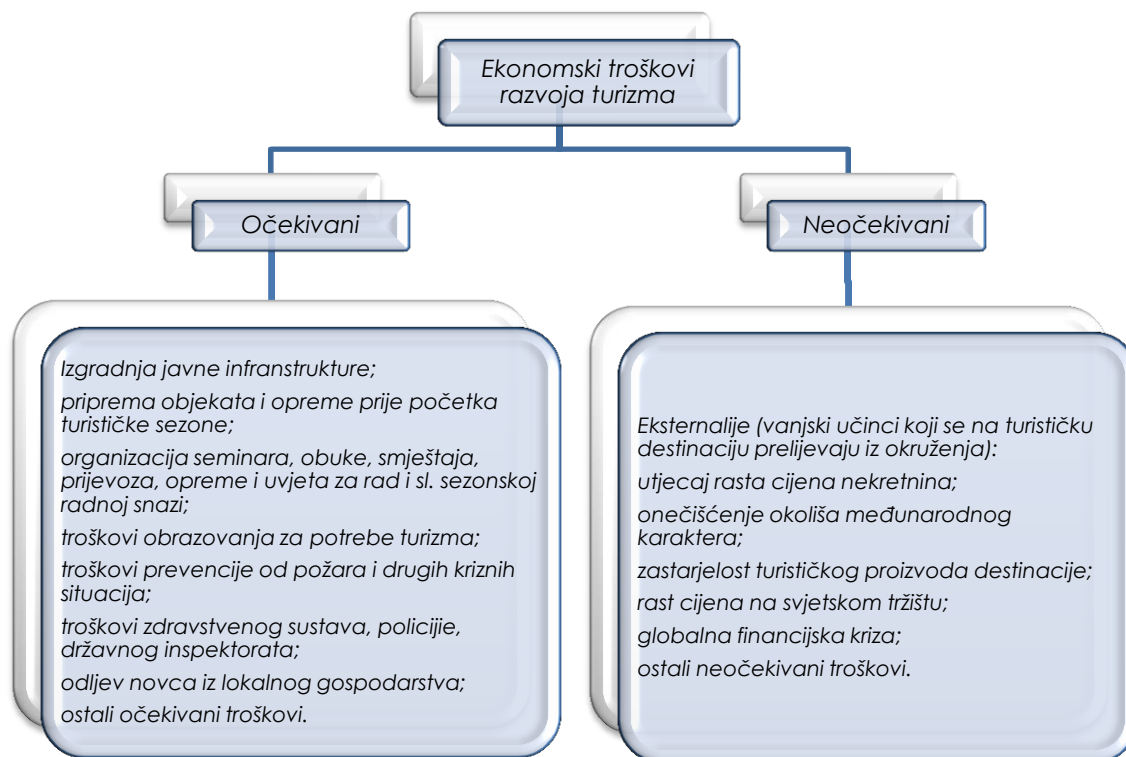 Ekonomski troškovi
razvoja turizma
Očekivani
Neočekivani
Izgradnja javne infranstrukture;
priprema objekata i opreme prije početka
turističke sezone;
organizacija seminara, obuke, smještaja,
prijevoza, opreme i uvjeta za rad i sl. sezonskoj
radnoj snazi;
troškovi obrazovanja za potrebe turizma;
troškovi prevencije od požara i drugih kriznih
situacija;
troškovi zdravstvenog sustava, policijie,
državnog inspektorata;
odljev novca iz lokalnog gospodarstva;
ostali očekivani troškovi.
Eksternalije (vanjski učinci koji se na turističku
destinaciju prelijevaju iz okruženja):
utjecaj rasta cijena nekretnina;
onečišćenje okoliša međunarodnog
karaktera;
zastarjelost turističkog proizvoda destinacije;
rast cijena na svjetskom tržištu;
globalna financijska kriza;
ostali neočekivani troškovi.